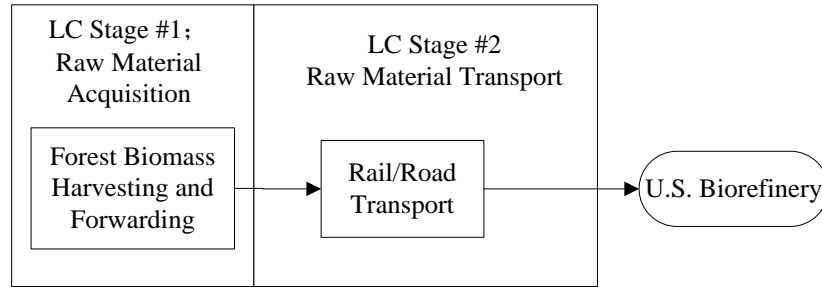 LC Stage #1；
Raw Material
Acquisition
Forest Biomass
Harvesting and
Forwarding
LC Stage #2
Raw Material Transport
Rail/Road
Transport
U.S. Biorefinery